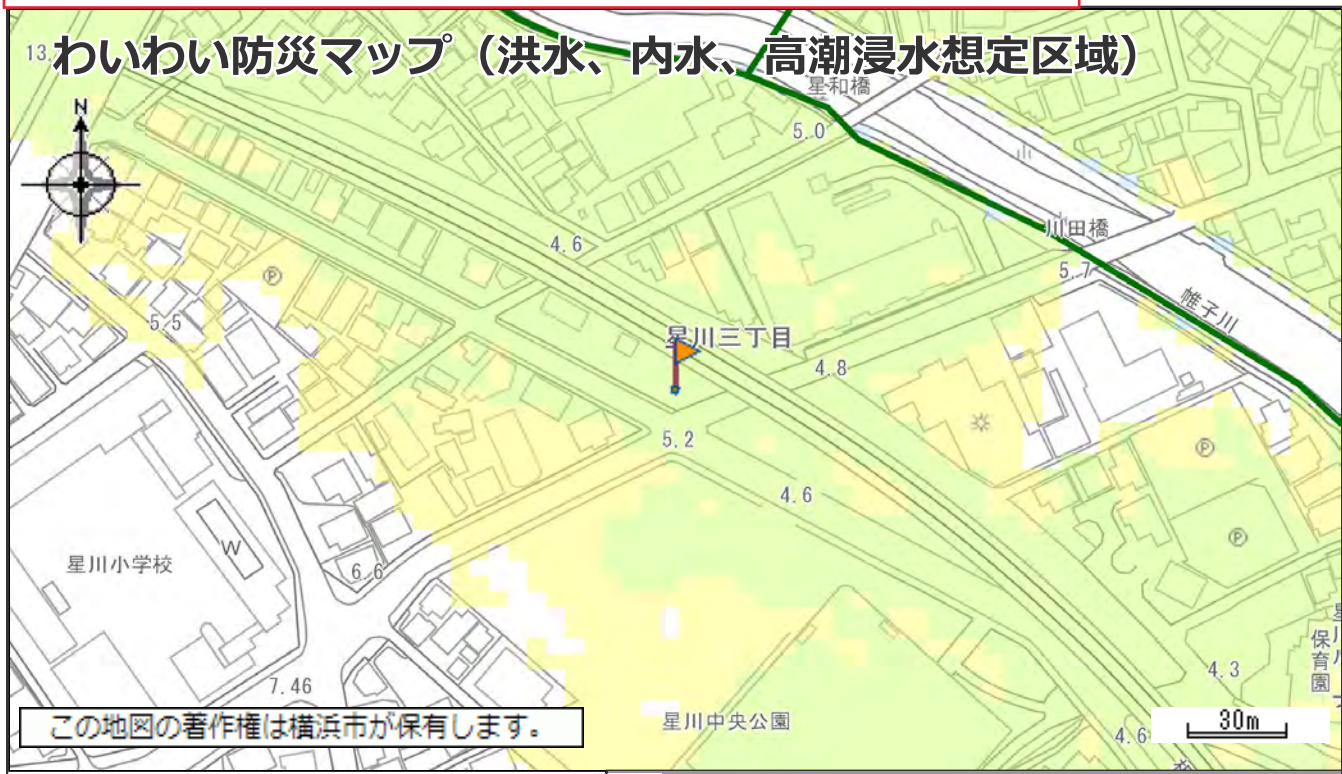 わいわい防災マップ（洪水、内水、高潮浸水想定区域）
13.
N
星和橋
5.0
川田橋
5.7
帷子川
4.6
Ⓟ
5.5
星川三丁目
4.8
5.2
Ⓟ
4.6
Ⓟ
W
星川小学校
6.6
7.46
星川中央公園
4.3
保育園
星川
4.6
30m
この地図の著作権は横浜市が保有します。